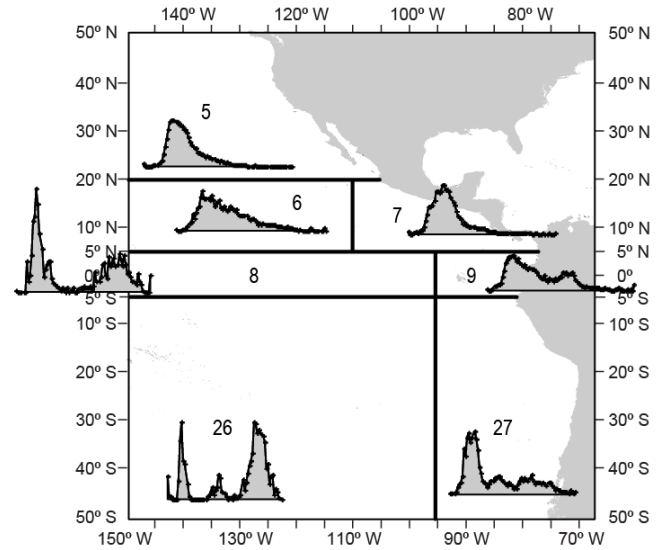 140º W 120º W 100º W 80º W
50º N 50º N
40º N 5 40º N
30º N 30º N
20º N 20º N
10º N 6 7 10º N
5º N 5º N
0º 8 9 0º
5º S 5º S
10º S 10º S
20º S 20º S
30º S 26 27 30º S
40º S 40º S
50º S 50º S
150º W 130º W 110º W 90º W 70º W